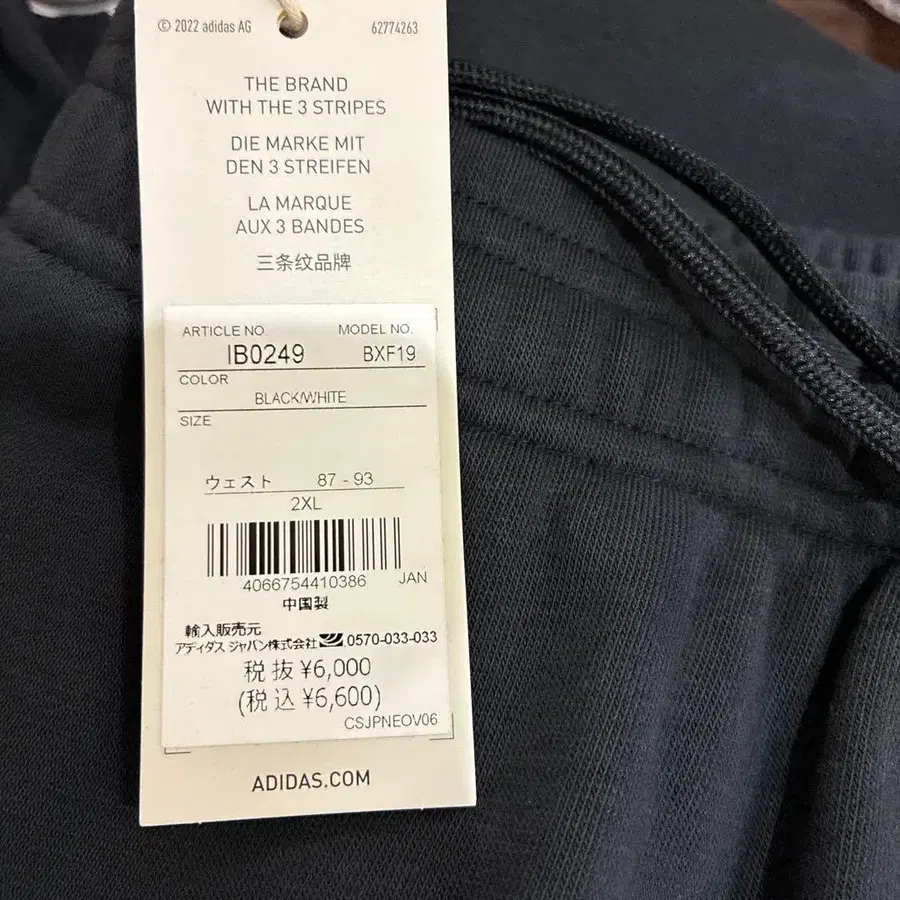 © 2022 adidas AG 62774263
THE BRAND
WITH THE 3 STRIPES
DIE MARKE MIT
DEN 3 STREIFEN
LA MARQUE
AUX 3 BANDES
三条纹品牌
ARTICLE NO. MODEL NO.
IB0249 BXF19
COLOR
BLACK/WHITE
SIZE
ウェスト 87 - 93
2XL
4066754410386 JAN
中国製
輸入販売元
アディダス ジャパン株式会社 0570-033-033
税抜 ¥6,000
(税込 ¥6,600)
CSJPNEOV06
ADIDAS.COM